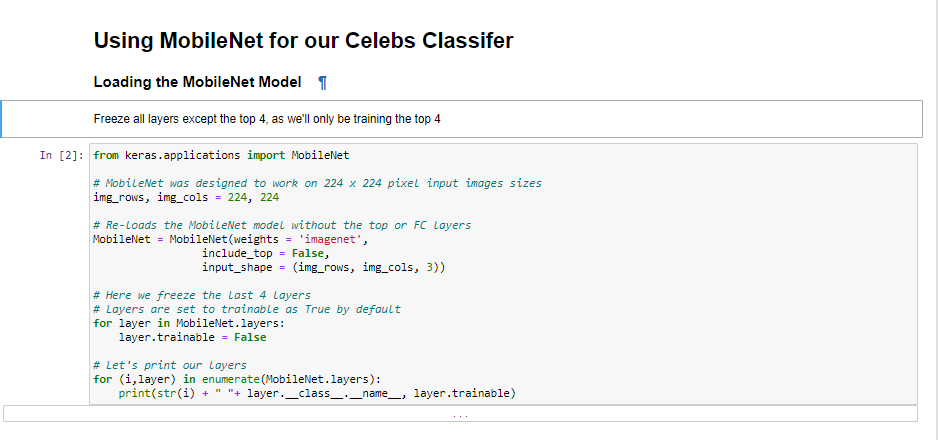 Using MobileNet for our Celebs Classifer
Loading the MobileNet Model ¶
Freeze all layers except the top 4, as we'll only be training the top 4
In [2]: from keras.applications import MobileNet
# MobileNet was designed to work on 224 x 224 pixel input images sizes
img_rows, img_cols = 224, 224
# Re-loads the MobileNet model without the top or FC layers
MobileNet = MobileNet(weights = 'imagenet',
include_top = False,
input_shape = (img_rows, img_cols, 3))
# Here we freeze the last 4 layers
# Layers are set to trainable as True by default
for layer in MobileNet.layers:
layer.trainable = False
# Let's print our layers
for (i,layer) in enumerate(MobileNet.layers):
print(str(i) + " "+ layer.__class__.__name__, layer.trainable)
...